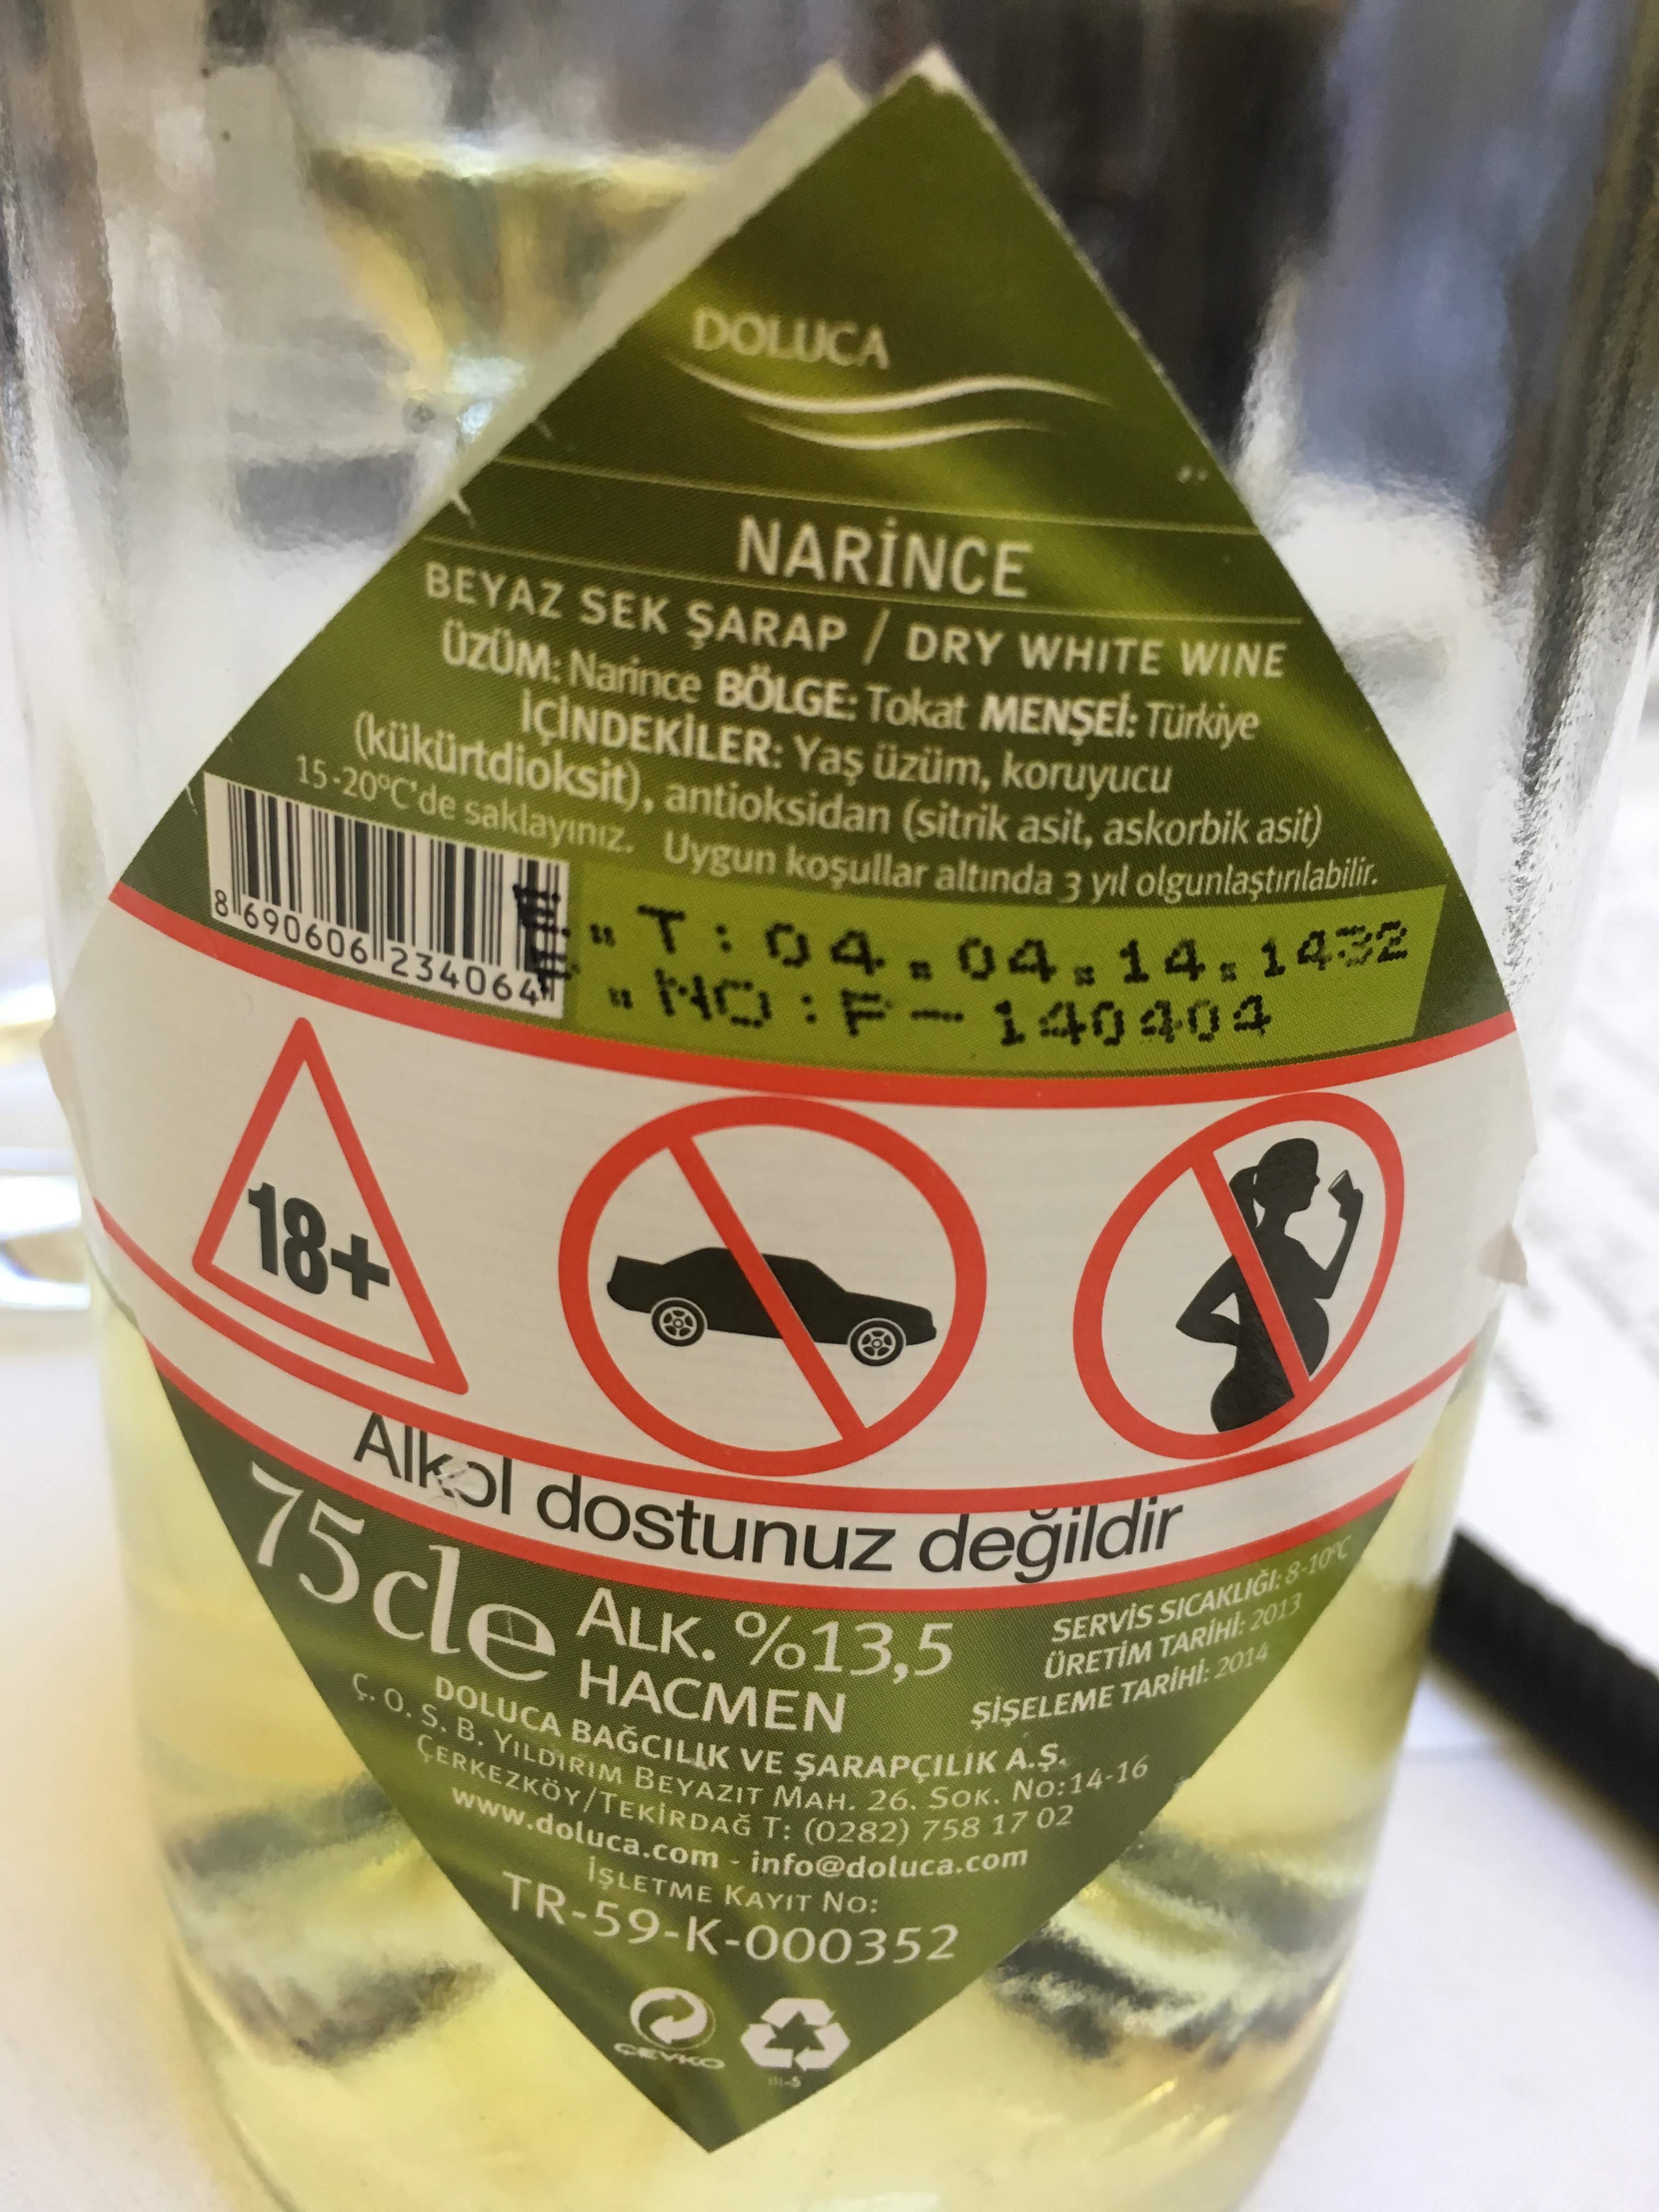 DOLUCA
NARİNCE
BEYAZ SEK ŞARAP / DRY WHITE WINE
ÜZÜM: Narince BÖLGE: Tokat MENŞEİ: Türkiye
İÇİNDEKİLER: Yaş üzüm, koruyucu
(kükürtdioksit), antioksidan (sitrik asit, askorbik asit)
15-20°C'de saklayınız. Uygun koşullar altında 3 yıl olgunlaştırılabilir.
8 690606 234064
T: 04.04.14.1432
.NO:P-140404
18+
Alkol dostunuz değildir
75cle
ALK. %13,5
HACMEN
SERVİS SICAKLIĞI: 8-10°C
ÜRETİM TARİHİ: 2013
ŞİŞELEME TARİHİ: 2014
DOLUCA BAĞCILIK VE ŞARAPÇILIK A.Ş.
Ç. O. S. B. YILDIRIM BEYAZIT MAH. 26. SOK. NO:14-16
ÇERKEZKÖY/TEKİRDAĞ T: (0282) 758 17 02
www.doluca.com - info@doluca.com
İŞLETME KAYIT NO:
TR-59-K-000352
ÇEVKO